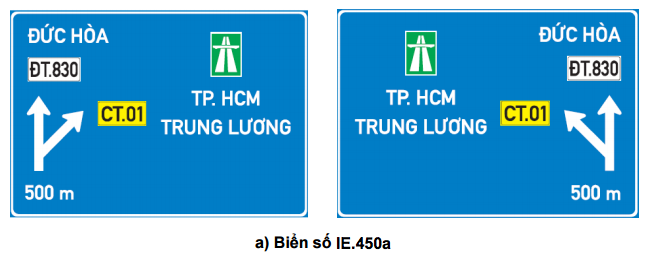 ĐỨC HÒA
ĐT.830
CT.01
TP. HCM
TRUNG LƯƠNG
500 m
ĐỨC HÒA
ĐT.830
TP. HCM
TRUNG LƯƠNG
CT.01
500 m
a) Biển số IE.450a